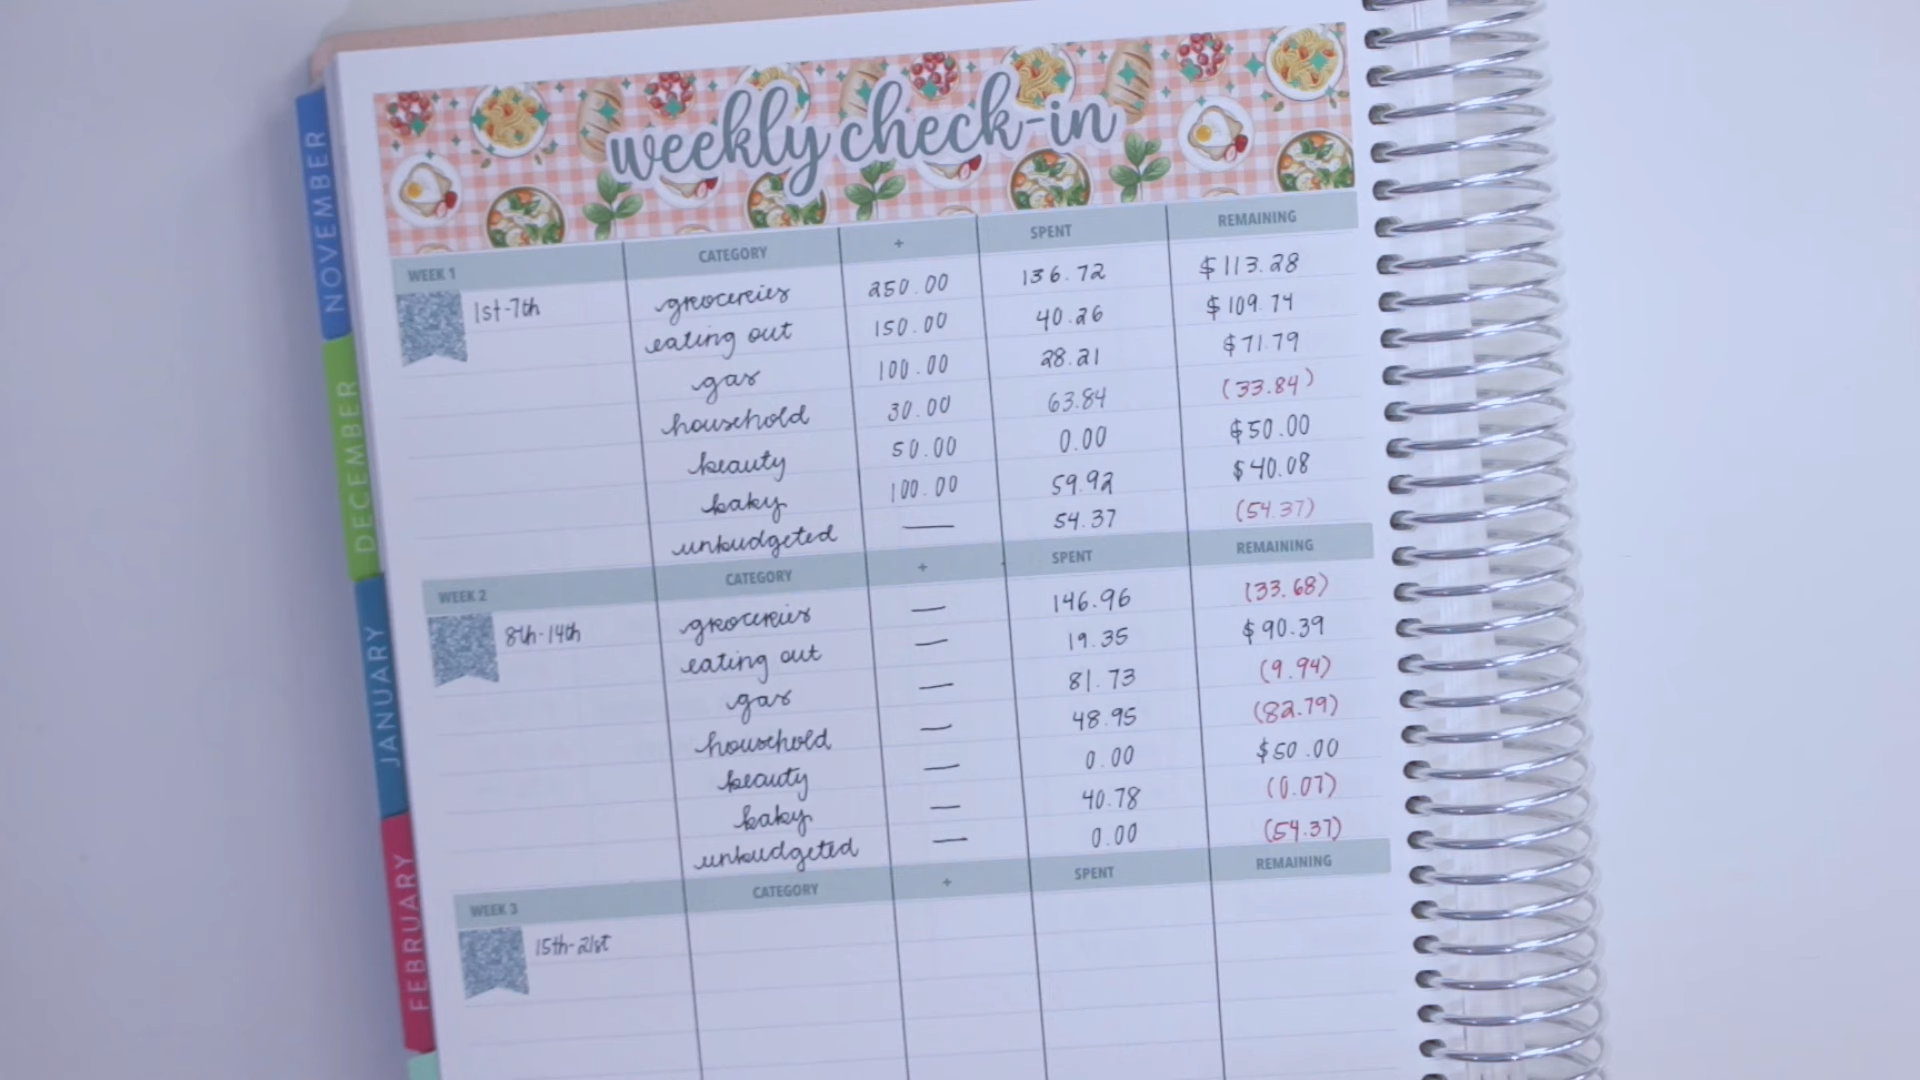 weekly check-in
WEEK 1 CATEGORY + SPENT REMAINING
1st-7th groceries 250.00 136.72 $113.28
eating out 150.00 40.26 $109.74
gas 100.00 28.21 $71.79
household 30.00 63.84 (33.84)
beauty 50.00 0.00 $50.00
baby 100.00 59.92 $40.08
unbudgeted — 54.37 (54.37)
WEEK 2 CATEGORY + SPENT REMAINING
8th-14th groceries — 146.96 (33.68)
eating out — 19.35 $90.39
gas — 81.73 (9.94)
household — 48.95 (82.79)
beauty — 0.00 $50.00
baby — 40.78 (0.07)
unbudgeted — 0.00 (54.37)
WEEK 3 CATEGORY + SPENT REMAINING
15th-21st
NOVEMBER
DECEMBER
JANUARY
FEBRUARY